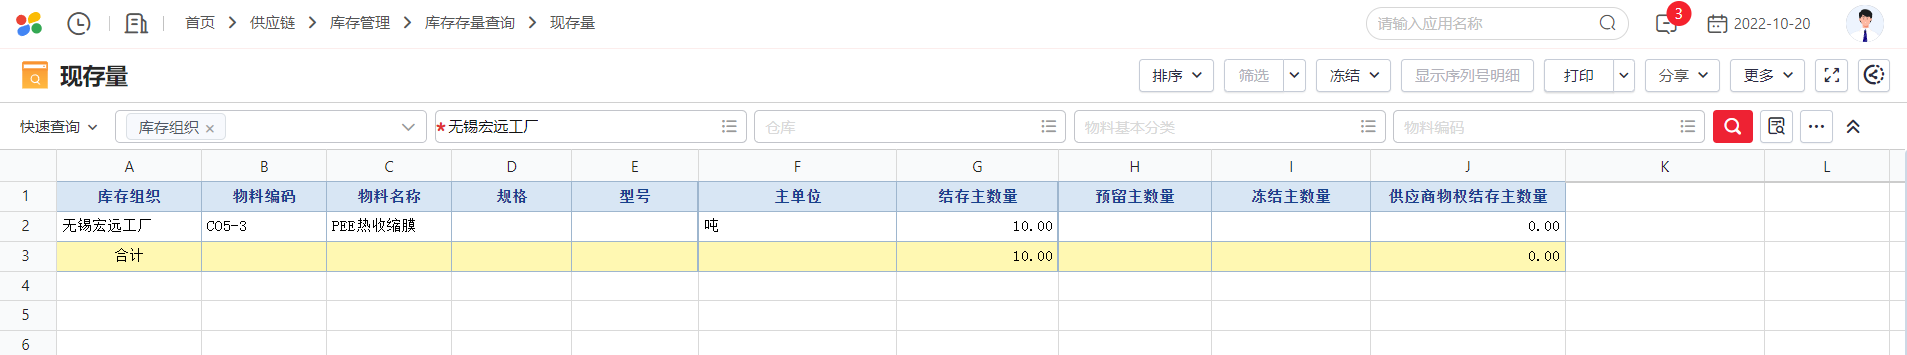 首页 > 供应链 > 库存管理 > 库存存量查询 > 现存量 请输入应用名称 3 2022-10-20
现存量 排序 筛选 冻结 显示序列号明细 打印 分享 更多
快速查询 库存组织 × *无锡宏远工厂 仓库 物料基本分类 物料编码 ...
A B C D E F G H I J K L
1 库存组织 物料编码 物料名称 规格 型号 主单位 结存主数量 预留主数量 冻结主数量 供应商物权结存主数量
2 无锡宏远工厂 CO5-3 PEE热收缩膜 吨 10.00 0.00
3 合计 10.00 0.00
4
5
6